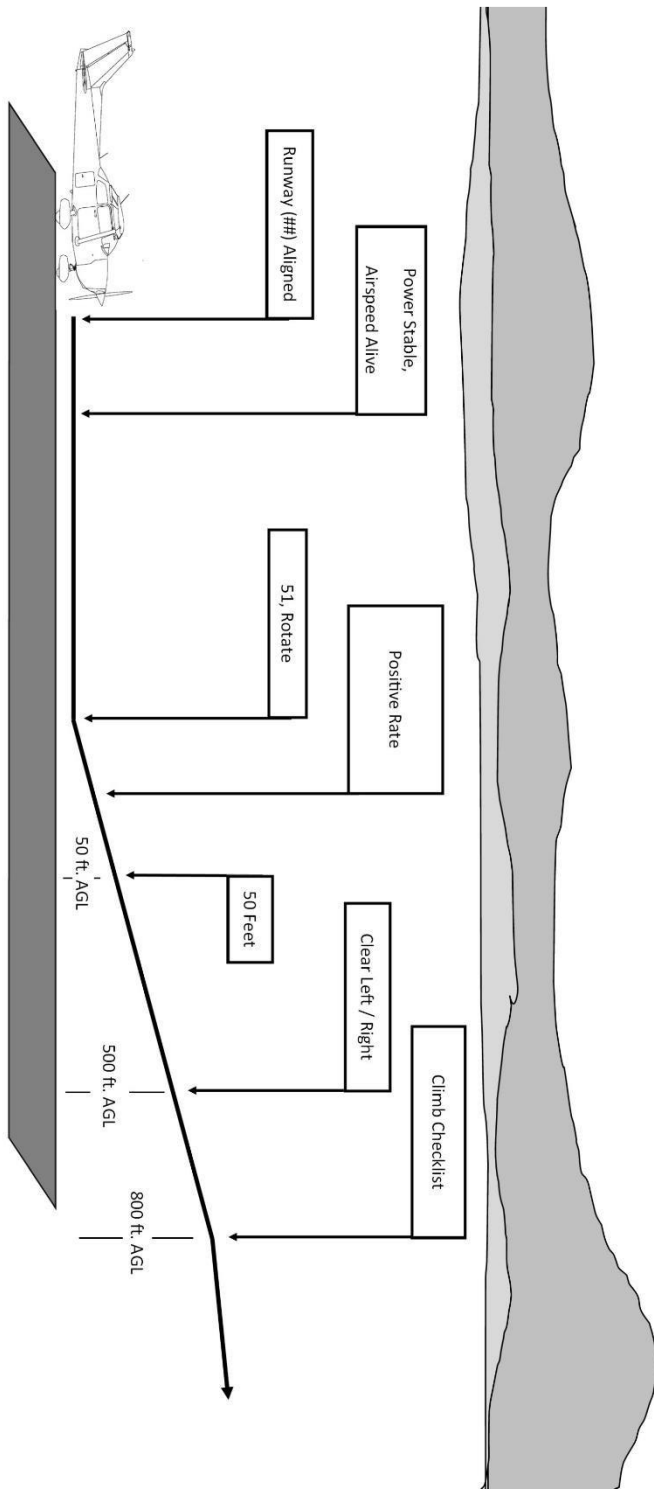 Runway (##) Aligned
Power Stable,
Airspeed Alive
51, Rotate
Positive Rate
50 Feet
Clear Left / Right
Climb Checklist
50 ft. AGL
500 ft. AGL
800 ft. AGL